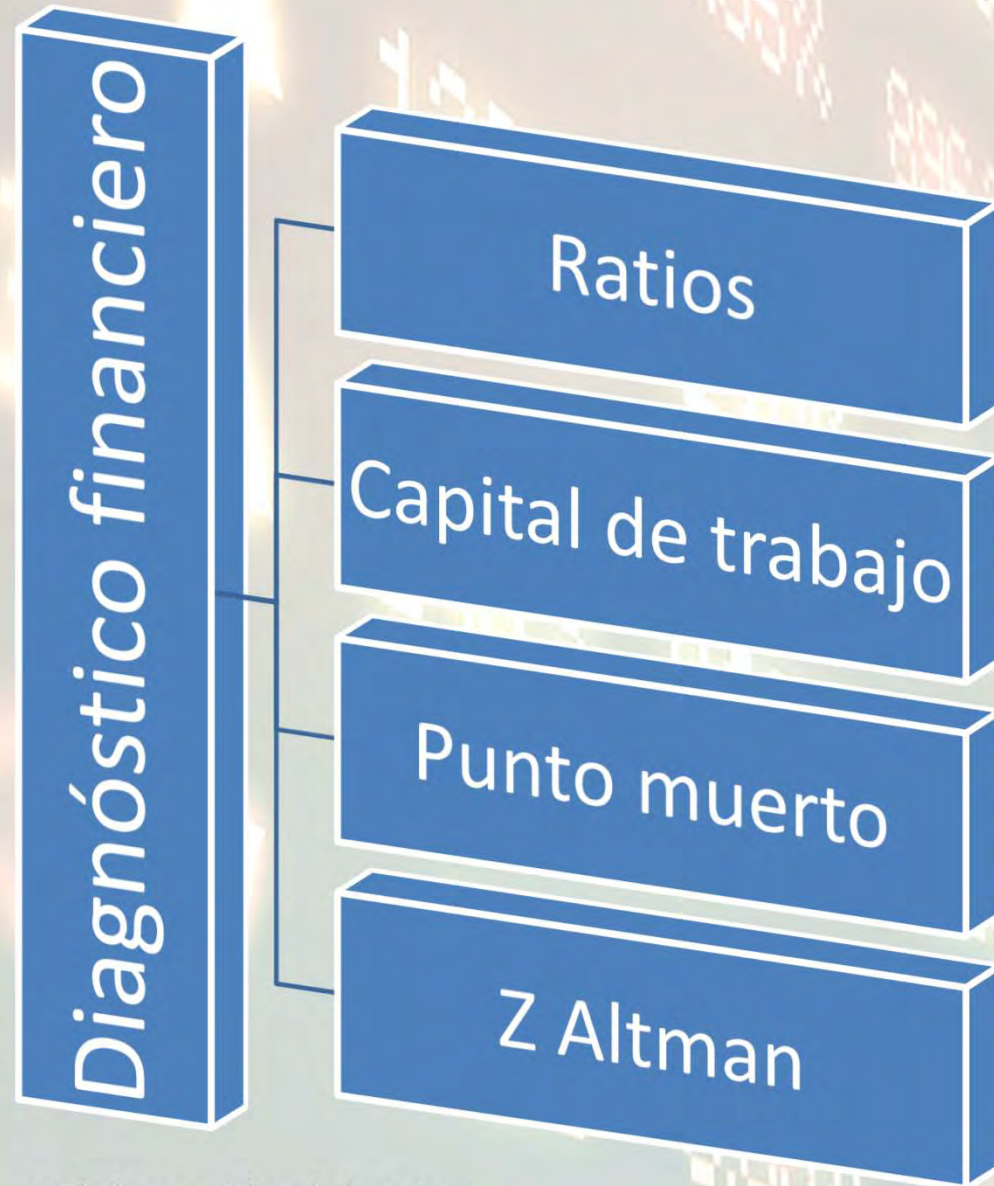 Diagnóstico financiero
Ratios
Capital de trabajo
Punto muerto
Z Altman